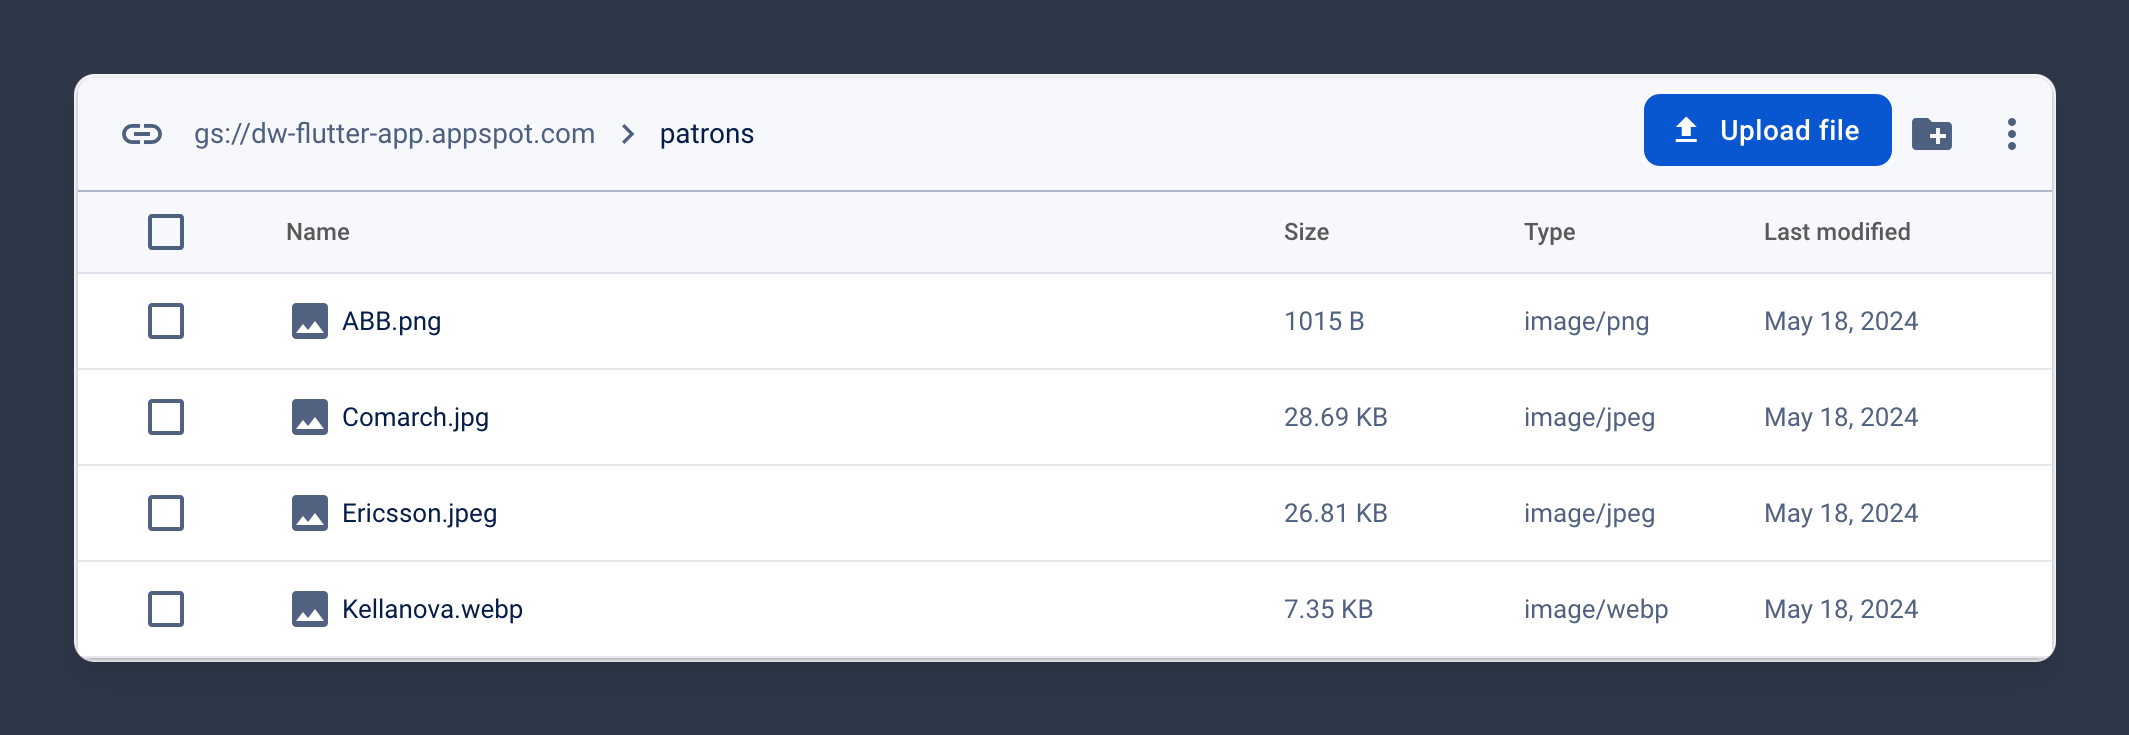 gs://dw-flutter-app.appspot.com > patrons Upload file
Name Size Type Last modified
ABB.png 1015 B image/png May 18, 2024
Comarch.jpg 28.69 KB image/jpeg May 18, 2024
Ericsson.jpeg 26.81 KB image/jpeg May 18, 2024
Kellanova.webp 7.35 KB image/webp May 18, 2024